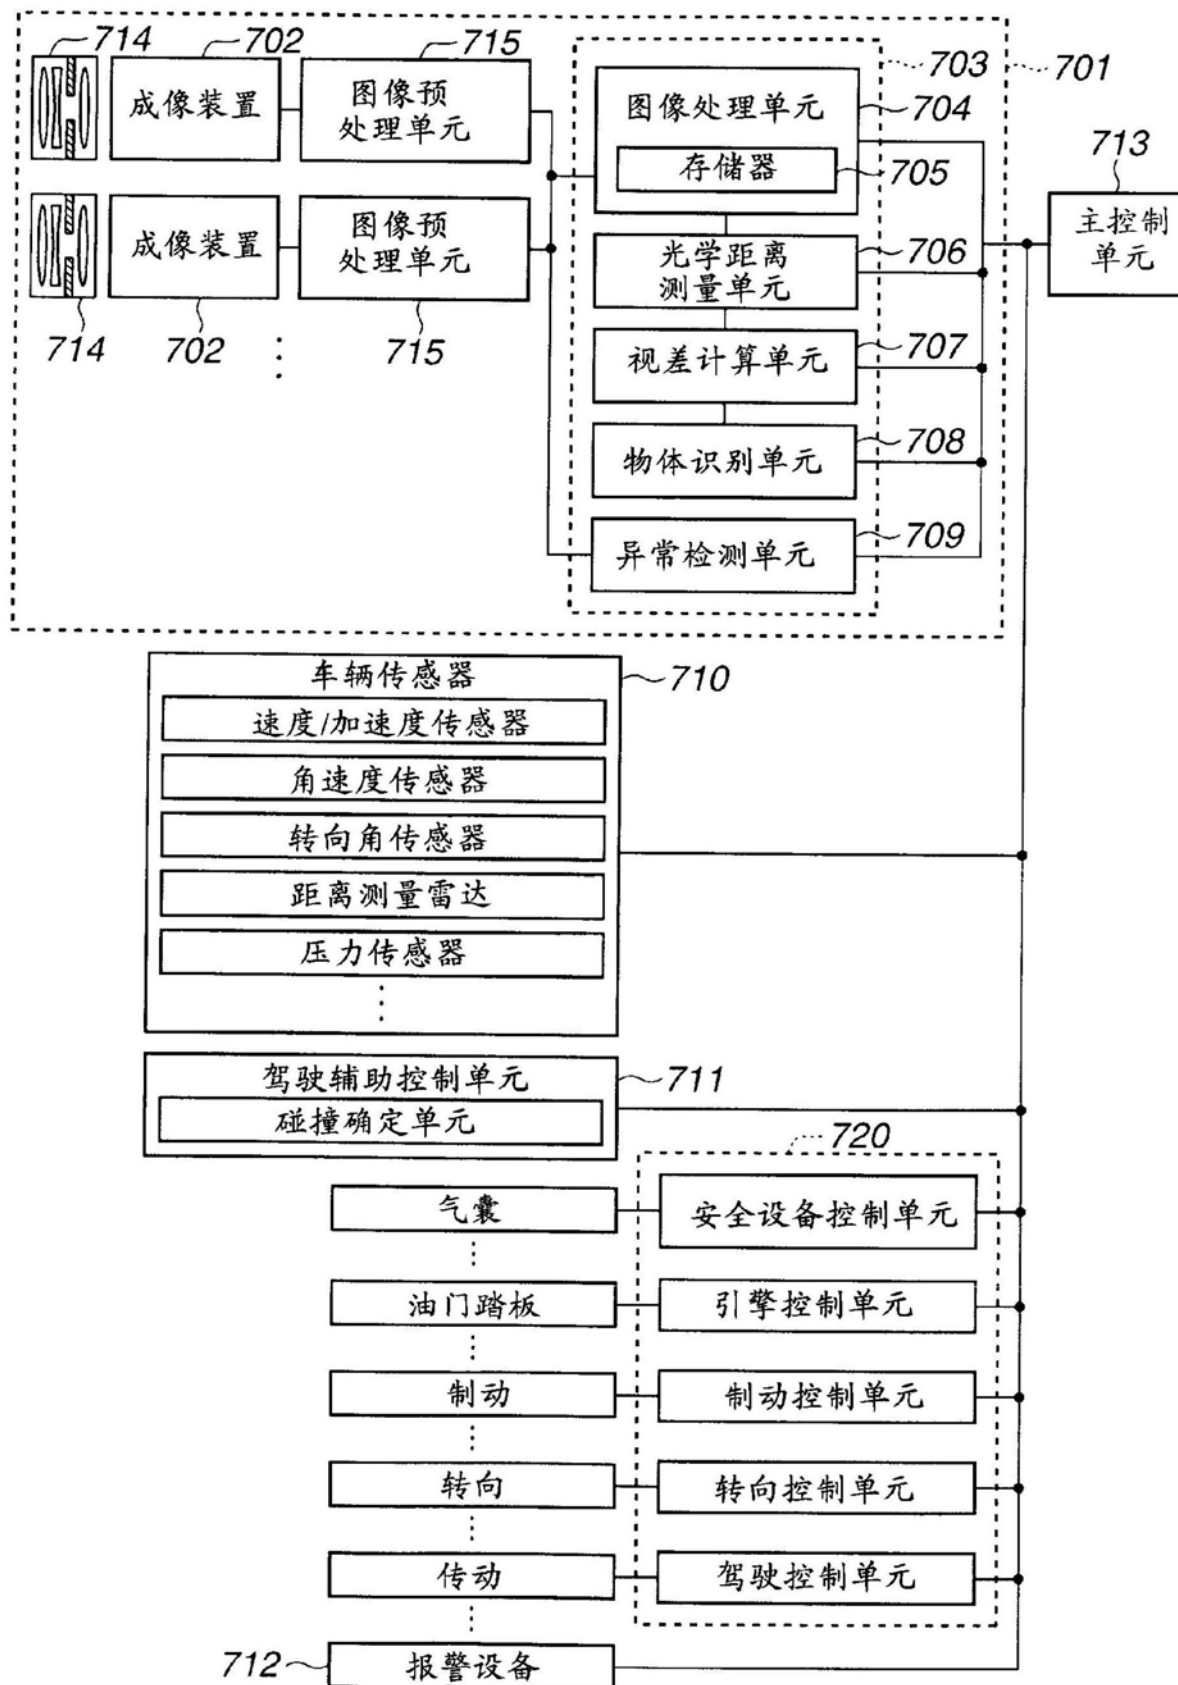 714
702
715
703
701
成像装置
图像预
处理单元
图像处理单元
704
存储器
705
713
主控制
单元
成像装置
图像预
处理单元
光学距离
测量单元
706
714
702
715
视差计算单元
707
物体识别单元
708
异常检测单元
709
车辆传感器
710
速度/加速度传感器
角速度传感器
转向角传感器
距离测量雷达
压力传感器
驾驶辅助控制单元
711
碰撞确定单元
720
气囊
安全设备控制单元
油门踏板
引擎控制单元
制动
制动控制单元
转向
转向控制单元
传动
驾驶控制单元
712
报警设备